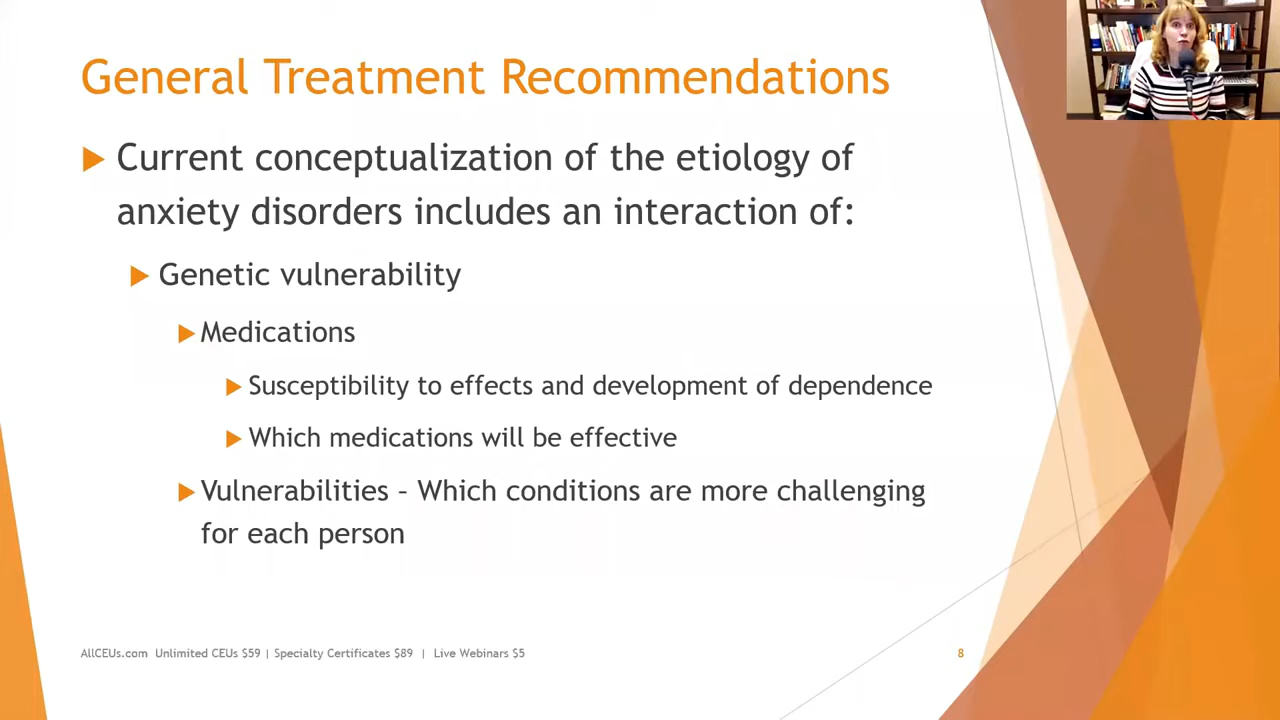 General Treatment Recommendations
Current conceptualization of the etiology of
anxiety disorders includes an interaction of:
Genetic vulnerability
Medications
Susceptibility to effects and development of dependence
Which medications will be effective
Vulnerabilities – Which conditions are more challenging
for each person
AllCEUs.com Unlimited CEUs $59 | Specialty Certificates $89 | Live Webinars $5
8